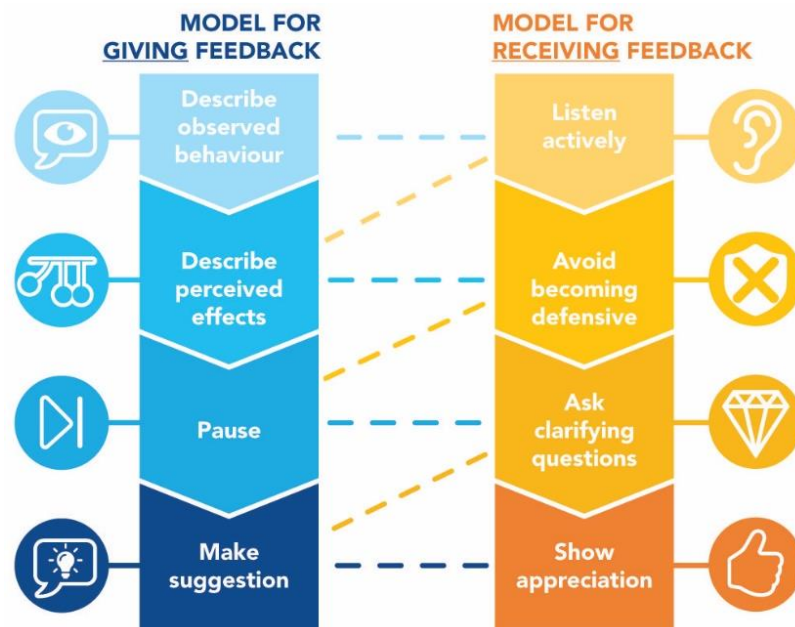 MODEL FOR
GIVING FEEDBACK
Describe
observed
behaviour
Describe
perceived
effects
Pause
Make
suggestion
MODEL FOR
RECEIVING FEEDBACK
Listen
actively
Avoid
becoming
defensive
Ask
clarifying
questions
Show
appreciation